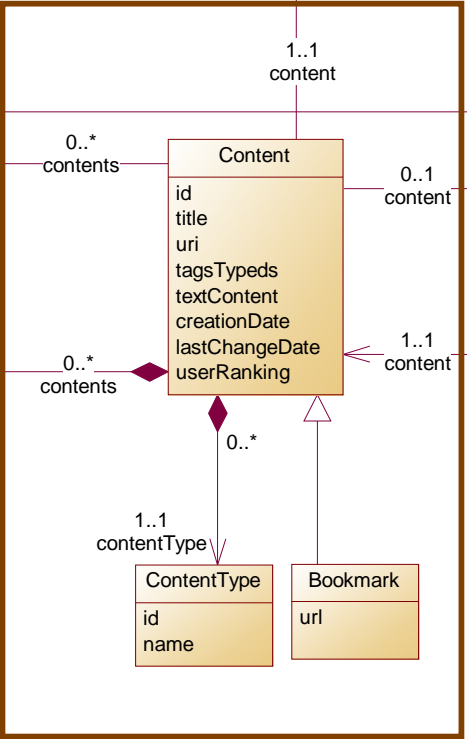 1..1
content
0..*
contents
Content
0..1
content
id
title
uri
tagsTypeds
textContent
creationDate
lastChangeDate
userRanking
1..1
content
0..*
contents
0..*
1..1
contentType
ContentType
id
name
Bookmark
url